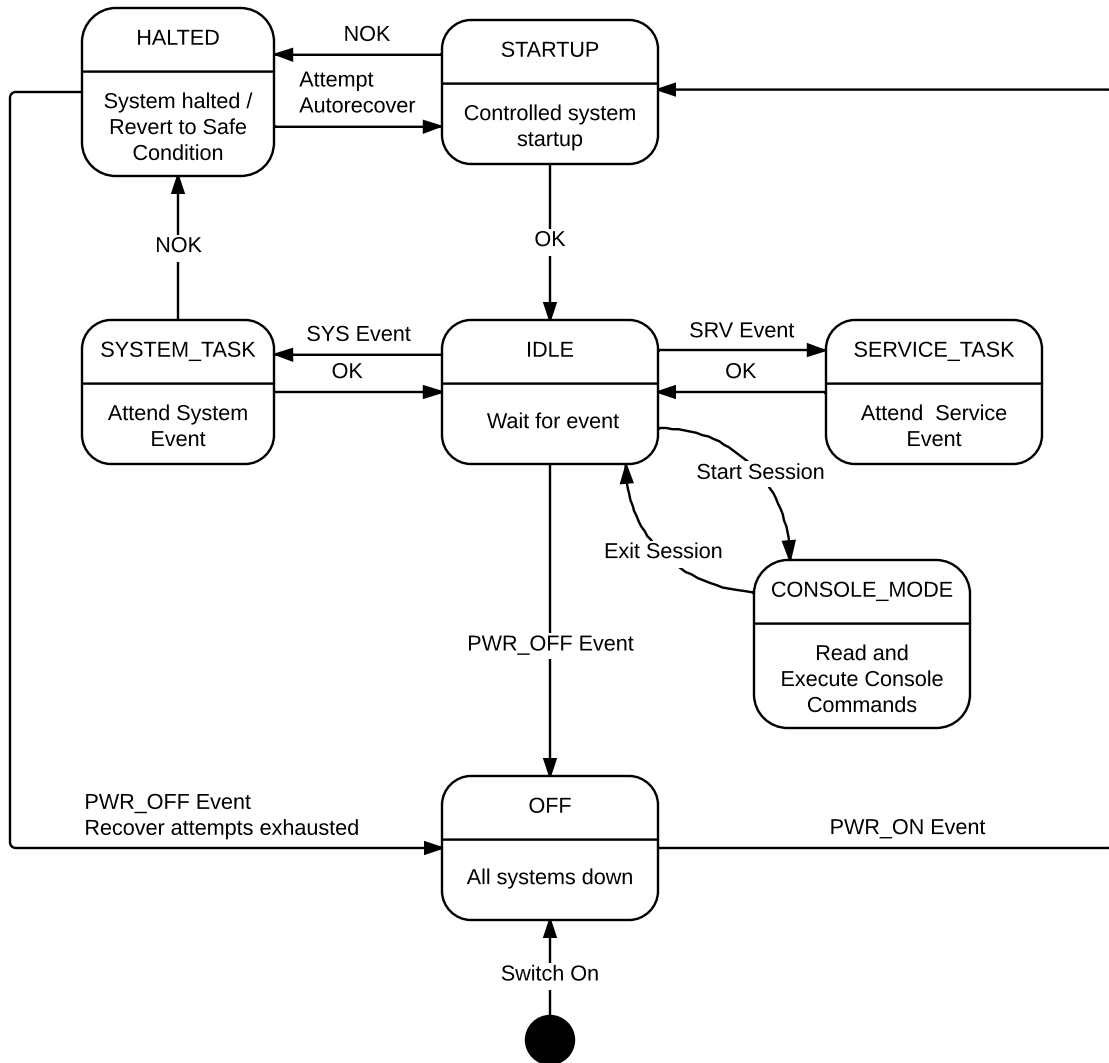 HALTED
System halted /
Revert to Safe
Condition
NOK
Attempt
Autorecover
STARTUP
Controlled system
startup
NOK
OK
SYSTEM_TASK
Attend System
Event
SYS Event
OK
IDLE
Wait for event
SRV Event
OK
SERVICE_TASK
Attend Service
Event
Start Session
Exit Session
CONSOLE_MODE
Read and
Execute Console
Commands
PWR_OFF Event
PWR_OFF Event
Recover attempts exhausted
OFF
All systems down
PWR_ON Event
Switch On